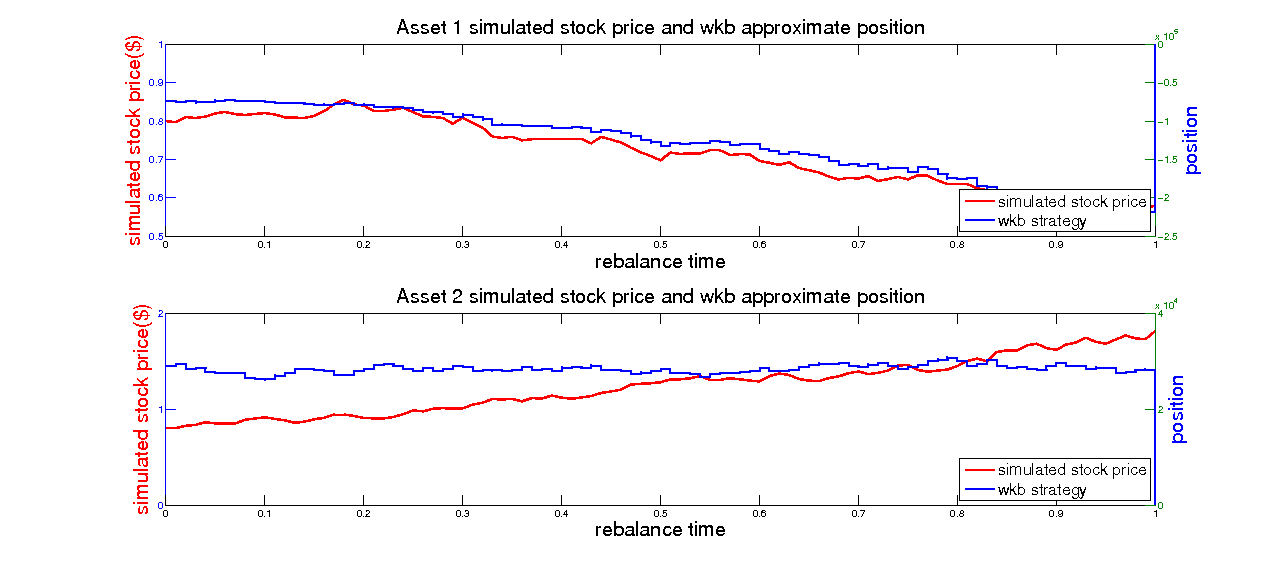 Asset 1 simulated stock price and wkb approximate position
simulated stock price($)
1
0.9
0.8
0.7
0.6
0.5
x 10^5
0
-0.5
-1
-1.5
-2
-2.5
position
simulated stock price
wkb strategy
0 0.1 0.2 0.3 0.4 0.5 0.6 0.7 0.8 0.9 1
rebalance time
Asset 2 simulated stock price and wkb approximate position
simulated stock price($)
2
1
0
x 10^4
4
2
0
position
simulated stock price
wkb strategy
0 0.1 0.2 0.3 0.4 0.5 0.6 0.7 0.8 0.9 1
rebalance time